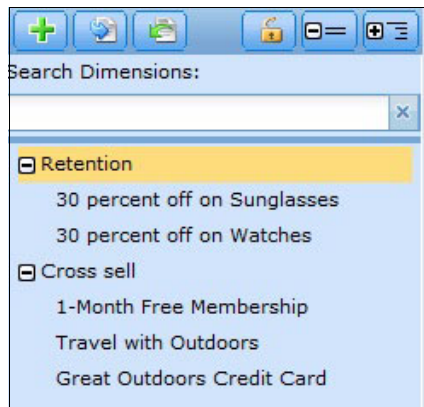 Search Dimensions:
Retention
30 percent off on Sunglasses
30 percent off on Watches
Cross sell
1-Month Free Membership
Travel with Outdoors
Great Outdoors Credit Card